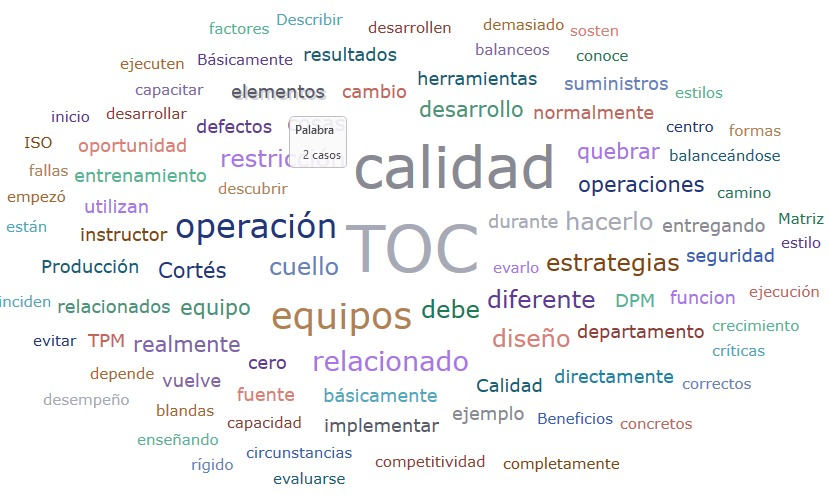 factores Describir desarrollen demasiado sosten
ejecuten Básicamente resultados balanceos conoce
capacitar elementos cambio herramientas suministros estilos
inicio desarrollar defectos cosas desarrollo normalmente
ISO oportunidad Palabra centro formas
fallas entrenamiento restricción 2 casos calidad quebrar balanceándose
empezó utilizan descubrir operaciones camino
están instructor operación TOC durante hacerlo entregando Matriz
estilo
Producción Cortés cuello evarlo estrategias seguridad
inciden relacionados equipo equipos debe diferente DPM funcion ejecución
evitar TPM realmente diseño departamento crecimiento
críticas
depende vuelve cero relacionado Calidad directamente correctos
desempeño blandas fuente básicamente
capacidad implementar ejemplo Beneficios concretos
enseñando
rígido circunstancias competitividad completamente
evaluarse